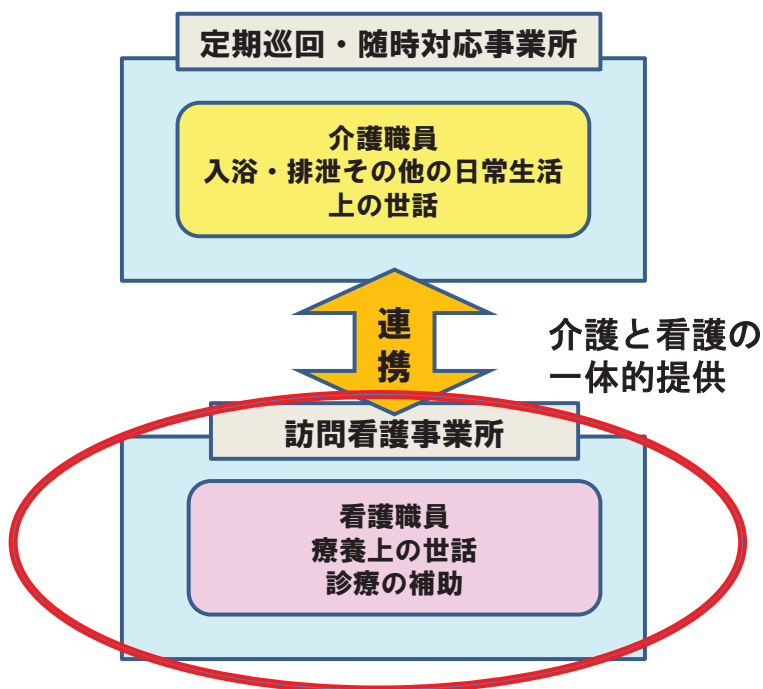 定期巡回・随時対応事業所
介護職員
入浴・排泄その他の日常生活
上の世話
連
携
介護と看護の
一体的提供
訪問看護事業所
看護職員
療養上の世話
診療の補助